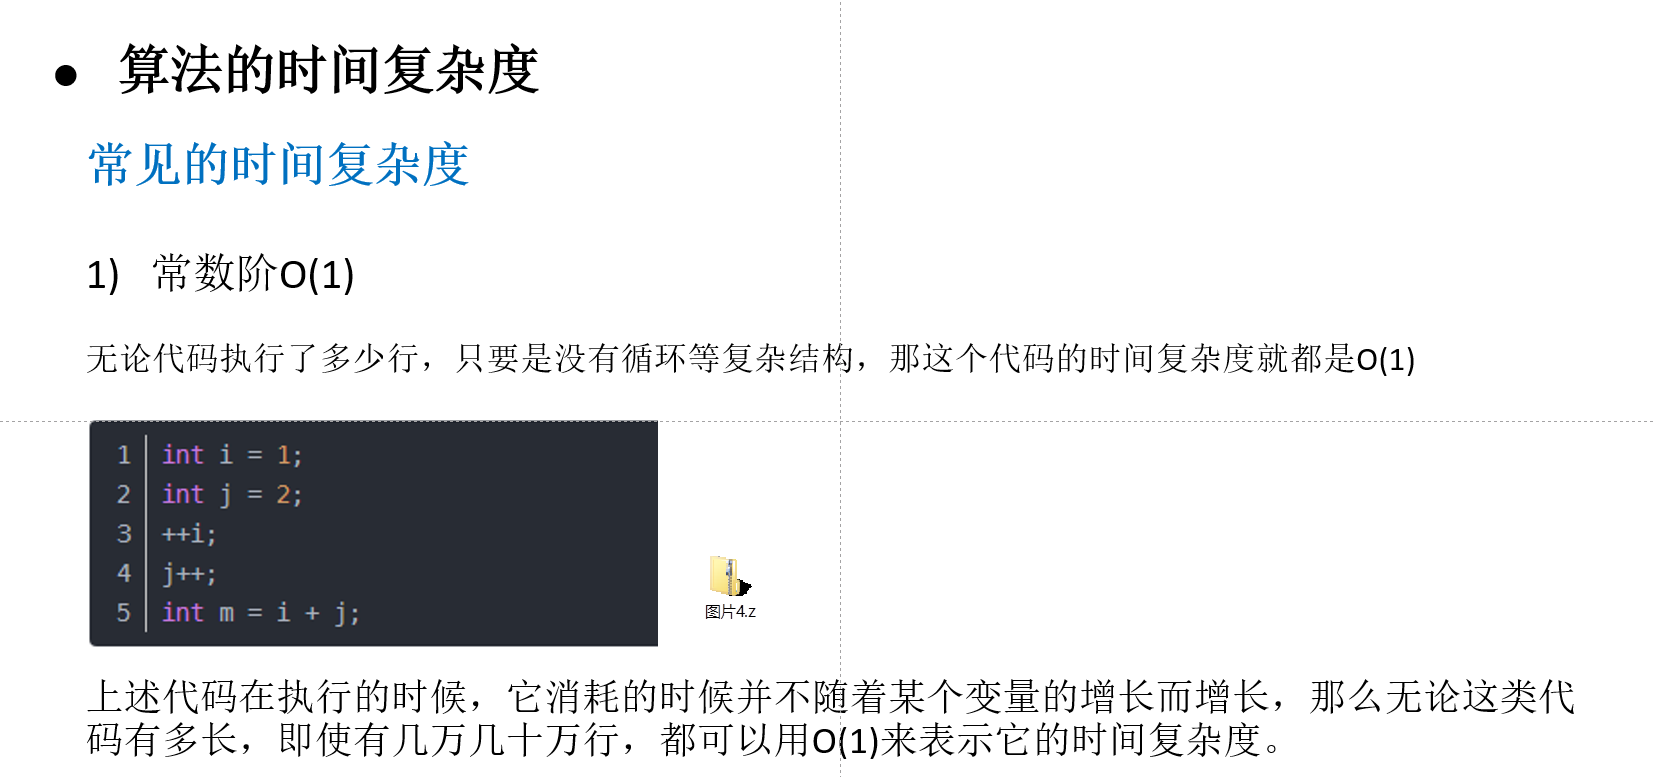 ● 算法的时间复杂度
常见的时间复杂度
1) 常数阶O(1)
无论代码执行了多少行，只要是没有循环等复杂结构，那这个代码的时间复杂度就都是O(1)
1 int i = 1;
2 int j = 2;
3 ++i;
4 j++;
5 int m = i + j;
图片4.z
上述代码在执行的时候，它消耗的时候并不随着某个变量的增长而增长，那么无论这类代
码有多长，即使有几万几十万行，都可以用O(1)来表示它的时间复杂度。